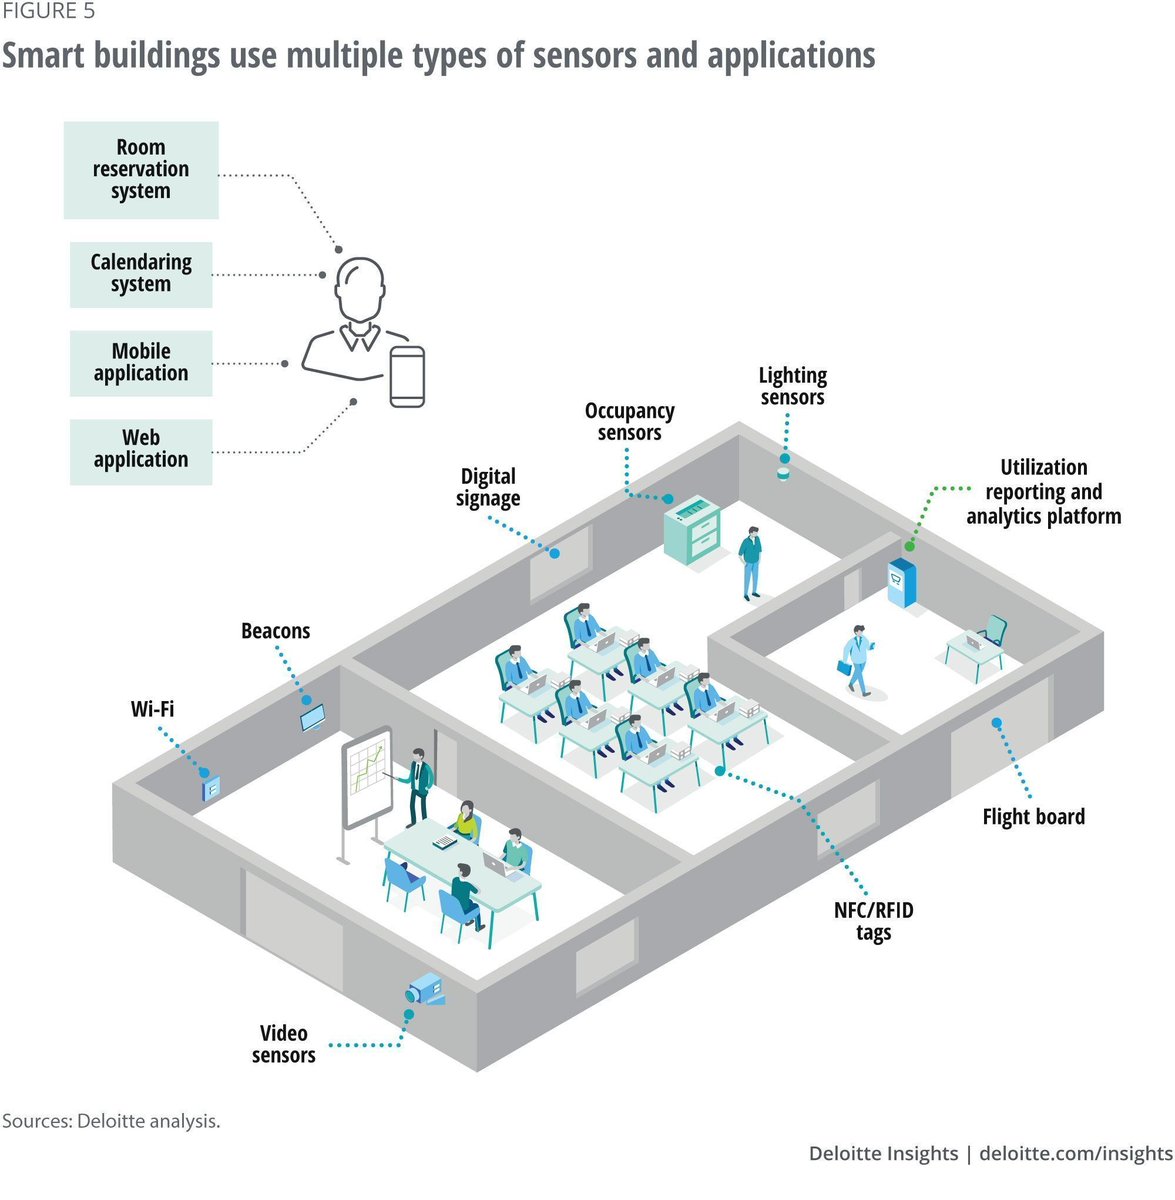 FIGURE 5
Smart buildings use multiple types of sensors and applications
Room
reservation
system
Calendaring
system
Mobile
application
Web
application
Lighting
sensors
Occupancy
sensors
Digital
signage
Utilization
reporting and
analytics platform
Beacons
Wi-Fi
Flight board
NFC/RFID
tags
Video
sensors
Sources: Deloitte analysis.
Deloitte Insights | deloitte.com/insights